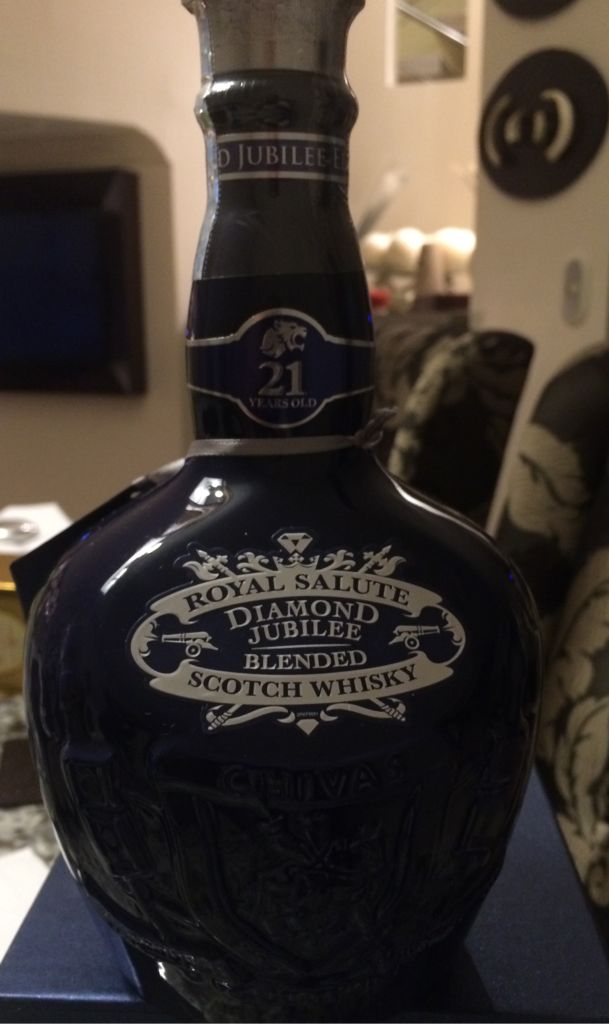 D JUBILEE E
21
YEARS OLD
ROYAL SALUTE
DIAMOND
JUBILEE
BLENDED
SCOTCH WHISKY
CHIVAS